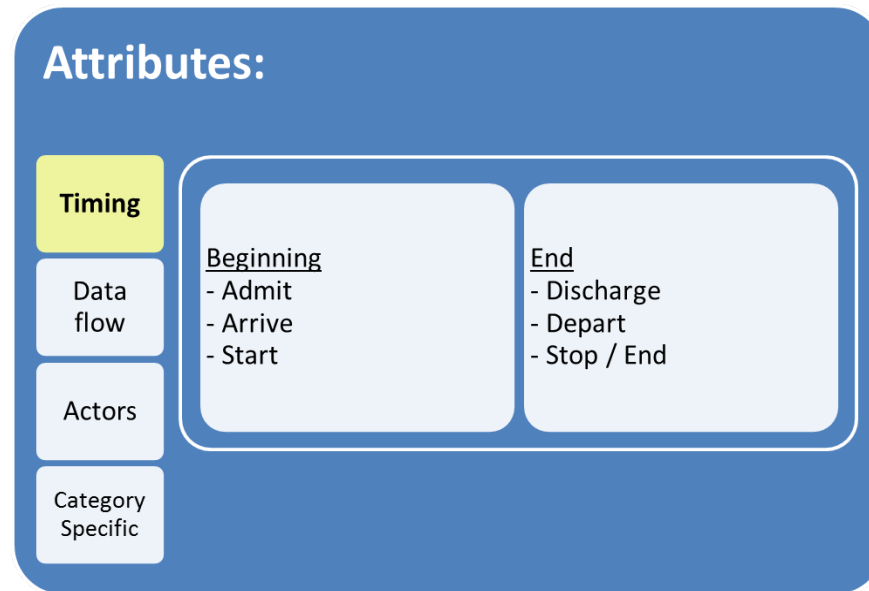 Attributes:
Timing
Data
flow
Actors
Category
Specific
Beginning
- Admit
- Arrive
- Start
End
- Discharge
- Depart
- Stop / End